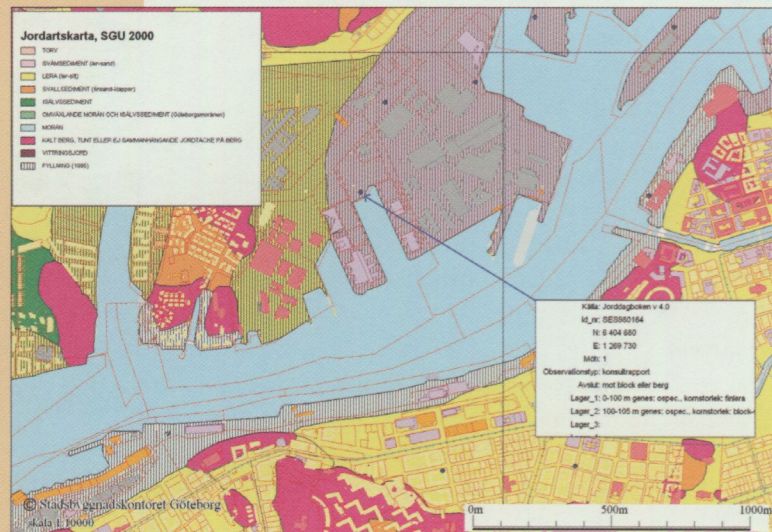 Jordartskarta, SGU 2000
TORV
SVÄMSEDIMENT (ler-sand)
LERA (ler-silt)
SVALLSEDIMENT (finsand-klapper)
ISÄLVSSEDIMENT
OMVÄXLANDE MORÄN OCH ISÄLVSSEDIMENT (Göteborgsmoränen)
MORÄN
KALT BERG, TUNT ELLER EJ SAMMANHÄNGANDE JORDTÄCKE PÅ BERG
VITTRINGSJORD
FYLLNING (1985)
Källa: Jorddagboken v 4.0
Id_nr: SES980164
N: 6 404 680
E: 1 269 730
Mäh: 1
Observationstyp: konsultrapport
Avslut: mot block eller berg
Lager_1: 0-100 m genes: ospec., kornstorlek: finlera
Lager_2: 100-105 m genes: ospec., kornstorlek: block-
Lager_3:
© Stadsbyggnadskontoret Göteborg
skala 1:10000
0m 500m 1000m